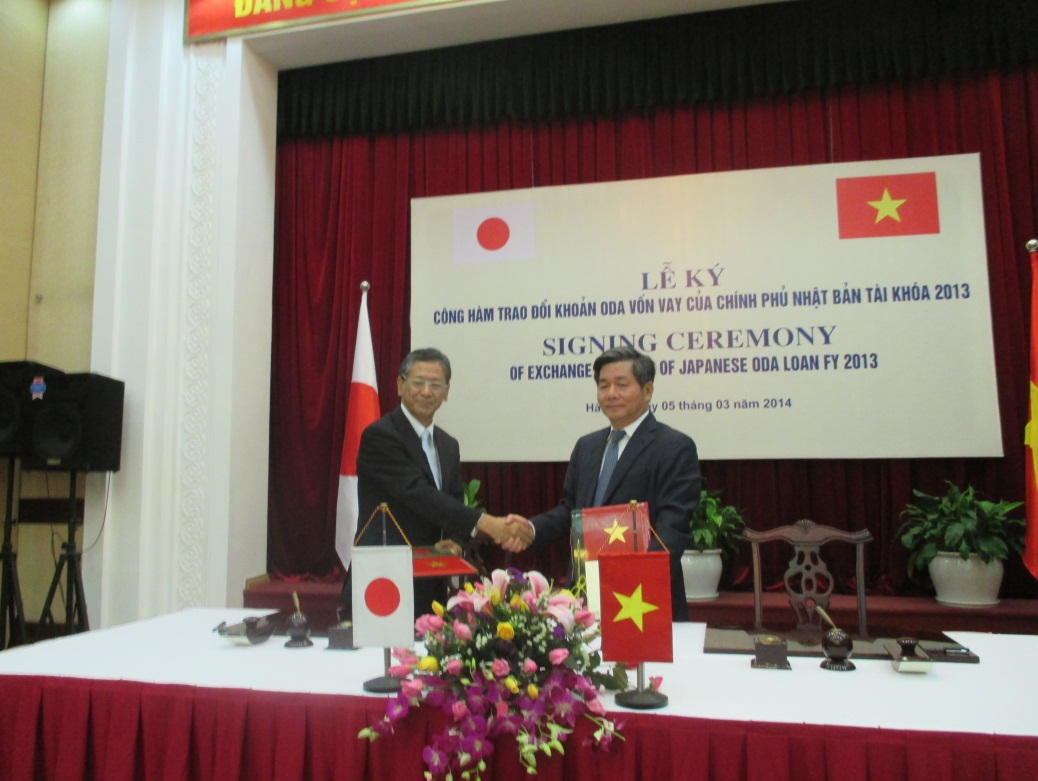 ĐẢNG
LỄ KÝ
CÔNG HÀM TRAO ĐỔI KHOẢN ODA VỐN VAY CỦA CHÍNH PHỦ NHẬT BẢN TÀI KHÓA 2013
SIGNING CEREMONY
OF EXCHANGE OF JAPANESE ODA LOAN FY 2013
05 tháng 03 năm 2014